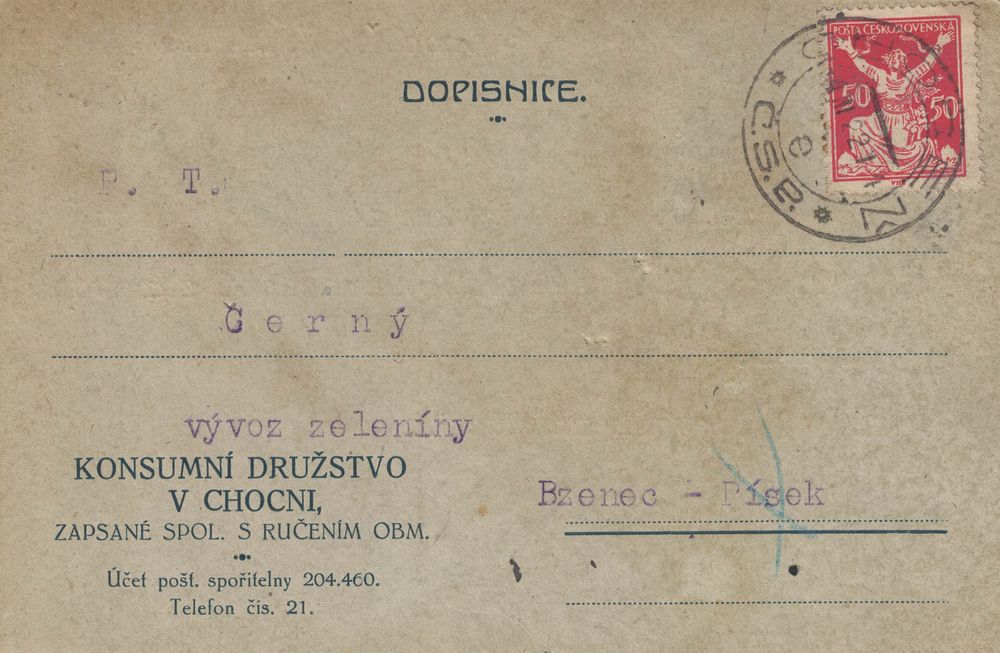 DOPISNICE.
POŠTA ČESKOSLOVENSKÁ
50 50
Č.S.P.
e
P. T.
Černý
vývoz zeleníny
KONSUMNÍ DRUŽSTVO
V CHOCNI,
ZAPSANÉ SPOL. S RUČENÍM OBM.
Účet pošt. spořitelny 204.460.
Telefon čís. 21.
Bzenec - Písek